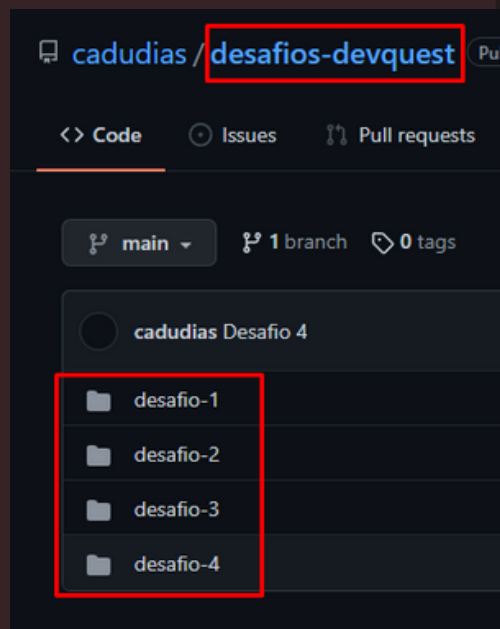 cadudias / desafios-devquest Pu
<> Code Issues Pull requests
main 1 branch 0 tags
cadudias Desafio 4
desafio-1
desafio-2
desafio-3
desafio-4